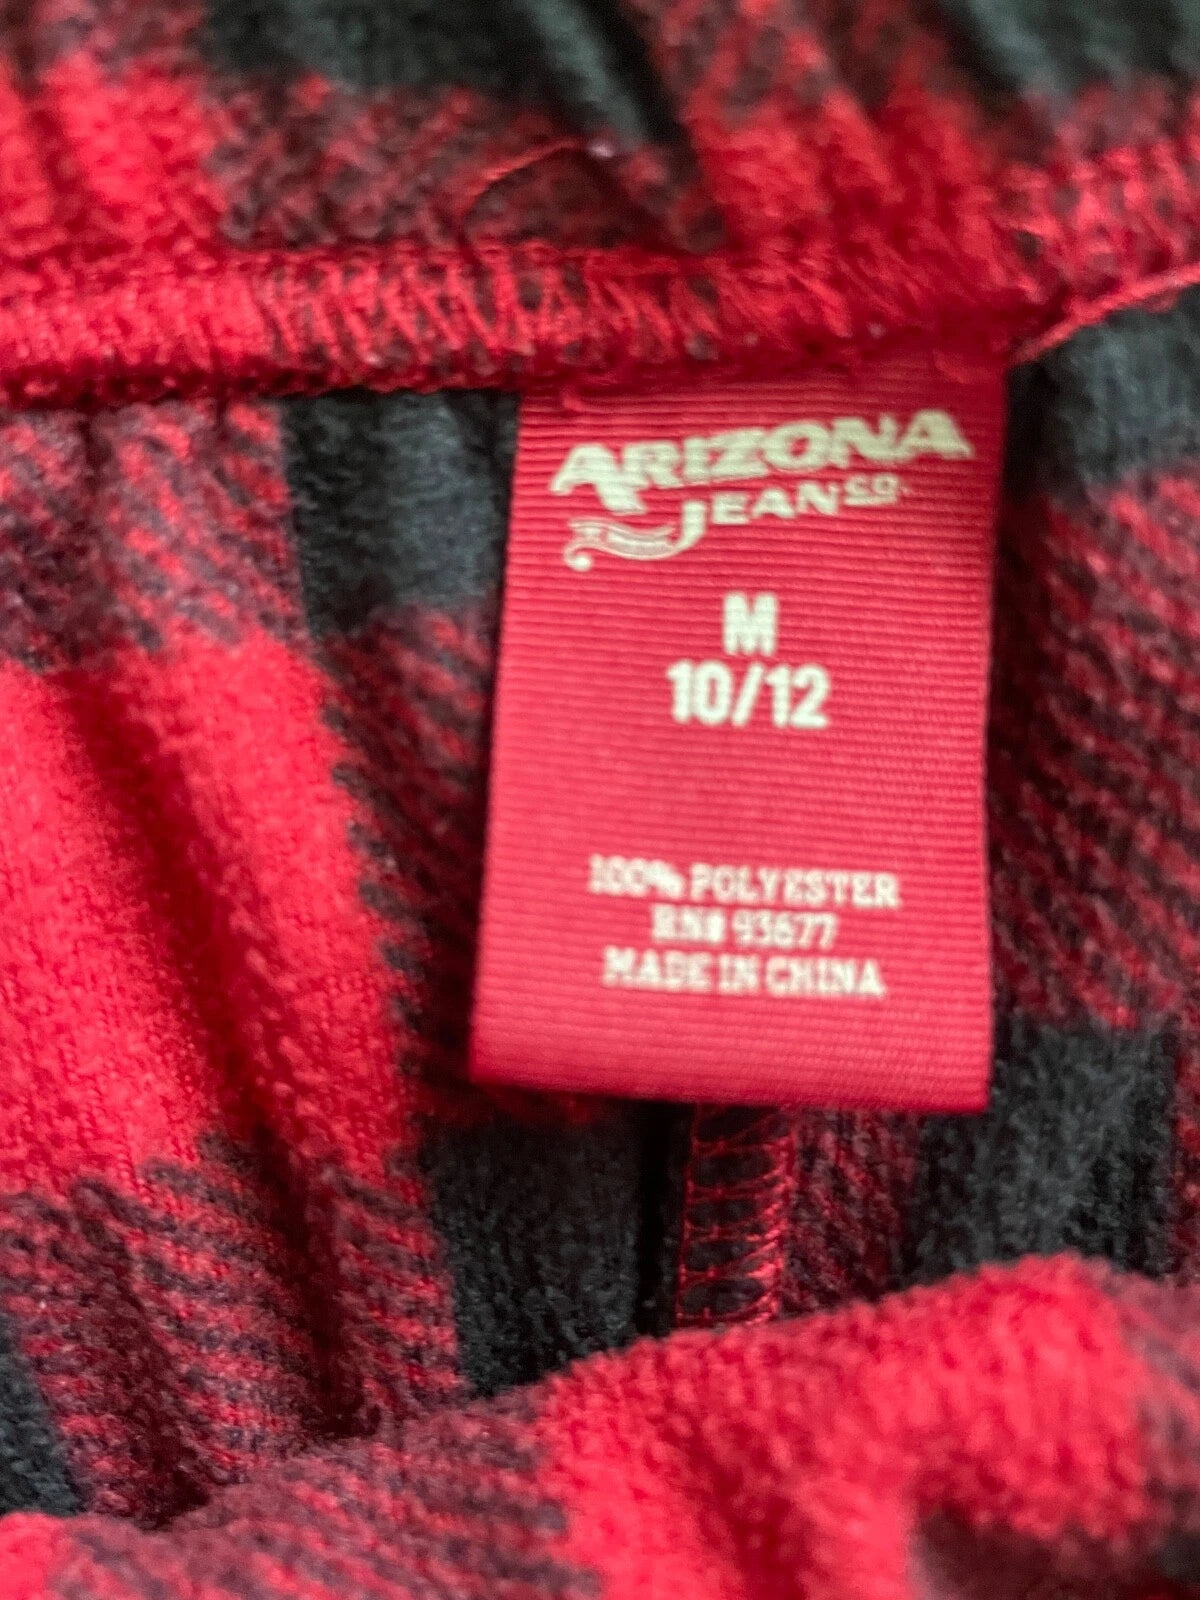 ARIZONA
JEAN CO.
M
10/12
100% POLYESTER
RN# 93677
MADE IN CHINA